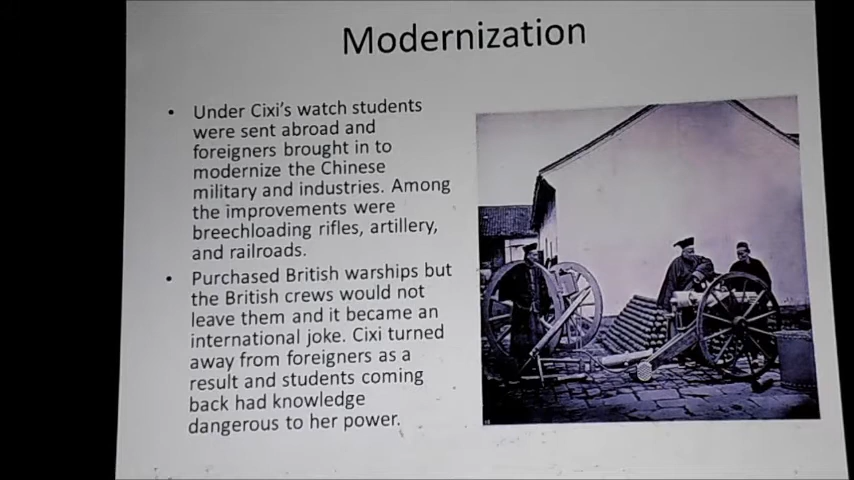 Modernization
• Under Cixi's watch students
were sent abroad and
foreigners brought in to
modernize the Chinese
military and industries. Among
the improvements were
breechloading rifles, artillery,
and railroads.
• Purchased British warships but
the British crews would not
leave them and it became an
international joke. Cixi turned
away from foreigners as a
result and students coming
back had knowledge
dangerous to her power.